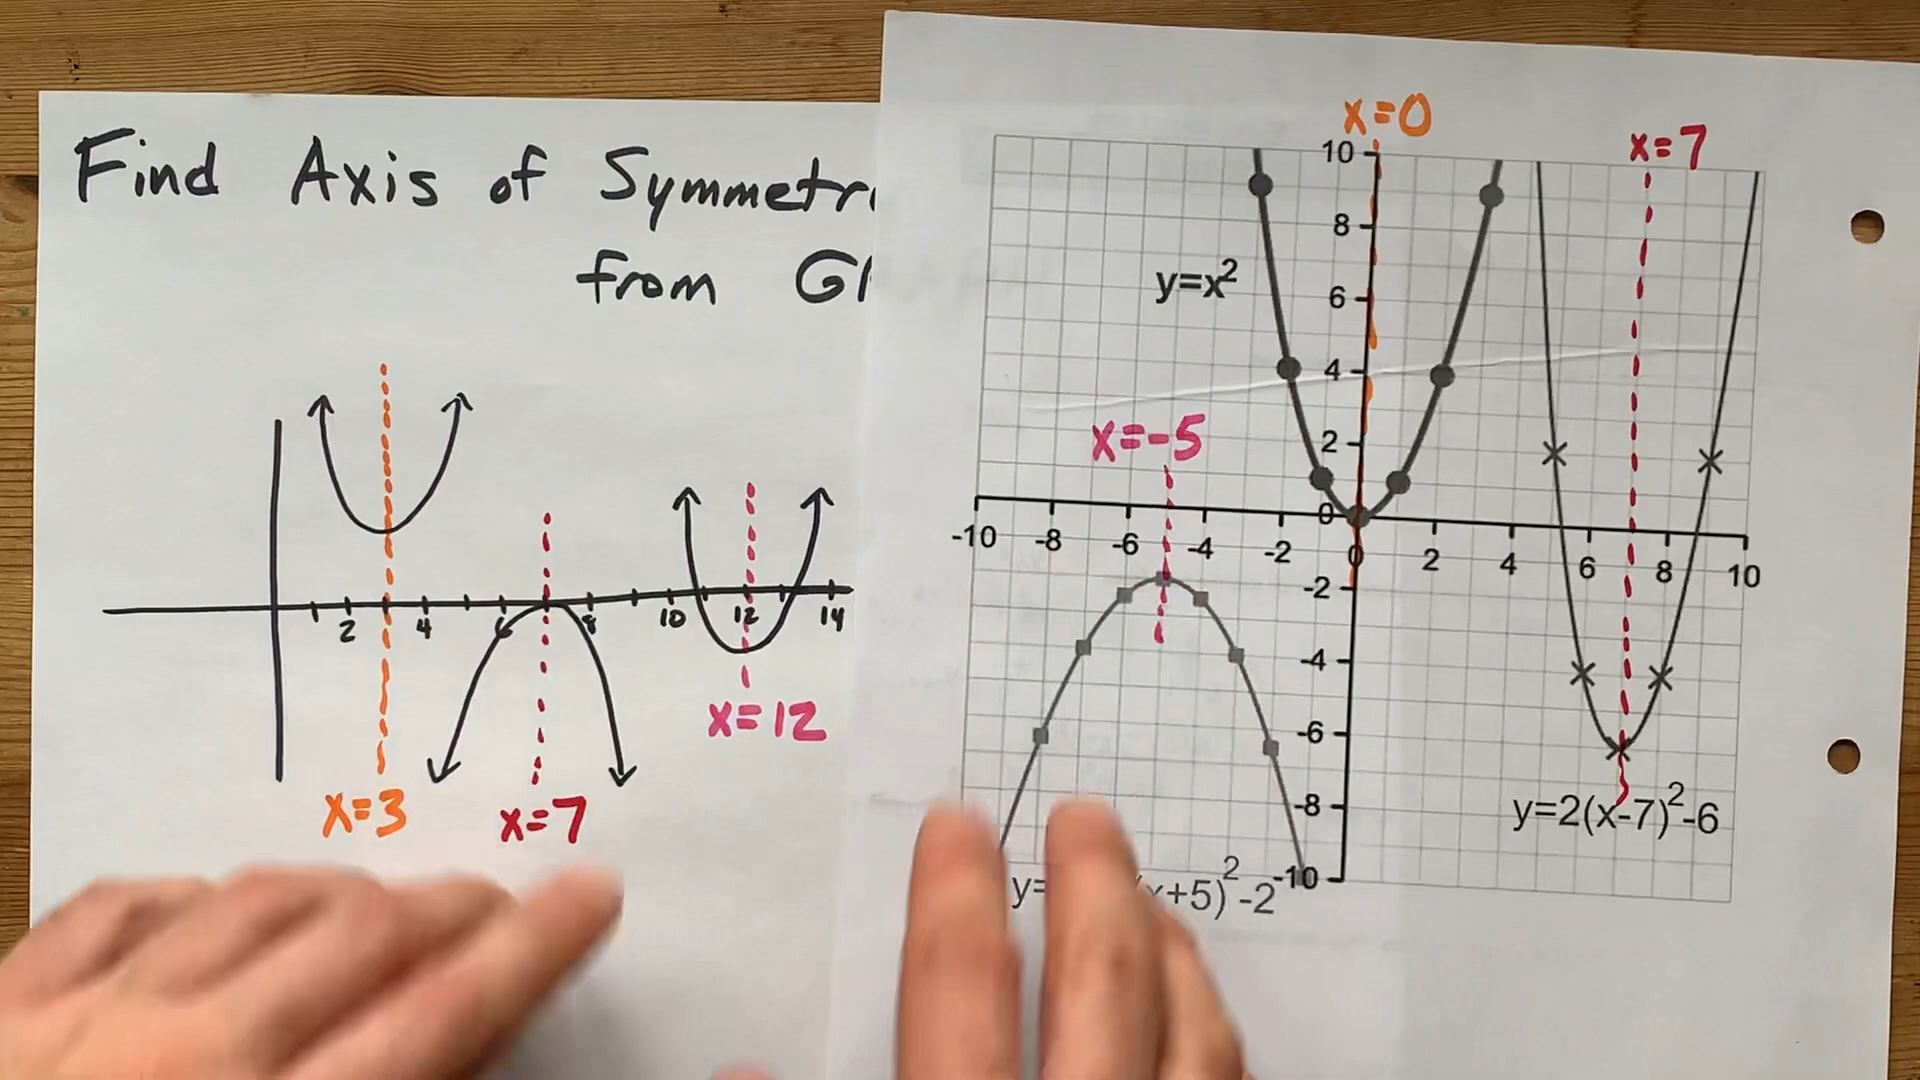 Find Axis of
from
2 4 6 8 10 12 14
x=3
x=7
x=12
x=0
x=7
x=-5
y=x²
10
8
6
4
2
0
-10 -8 -6 -4 -2 0 2 4 6 8 10
-2
-4
-6
-8
-10
y=2(x-7)²-6
y= (x+5)²-2